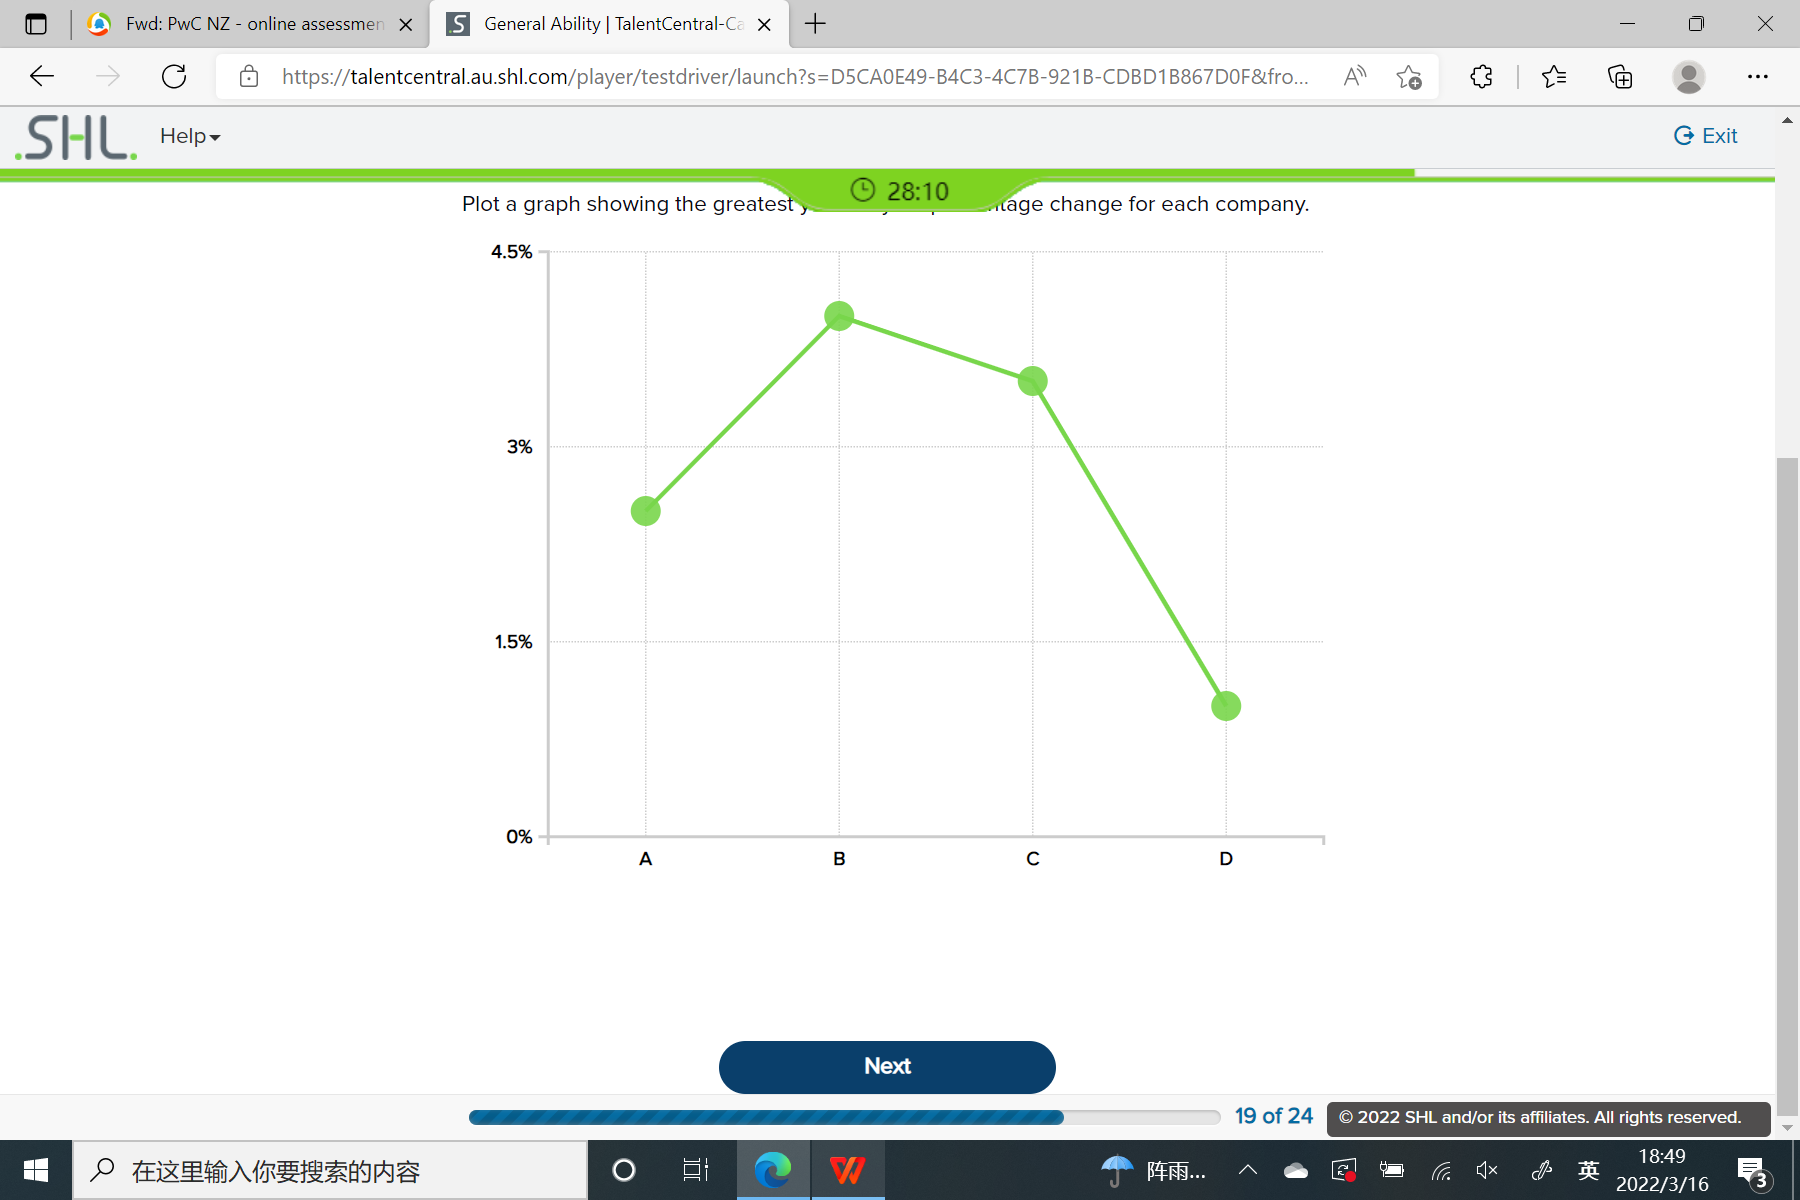 Fwd: PwC NZ - online assessmen
General Ability | TalentCentral-Ca
https://talentcentral.au.shl.com/player/testdriver/launch?s=D5CA0E49-B4C3-4C7B-921B-CDBD1B867D0F&fro...
.SHL.
Help
Exit
28:10
Plot a graph showing the greatest change for each company.
4.5%
3%
1.5%
0%
A B C D
Next
19 of 24
© 2022 SHL and/or its affiliates. All rights reserved.
在这里输入你要搜索的内容
阵雨...
英
18:49
2022/3/16
3